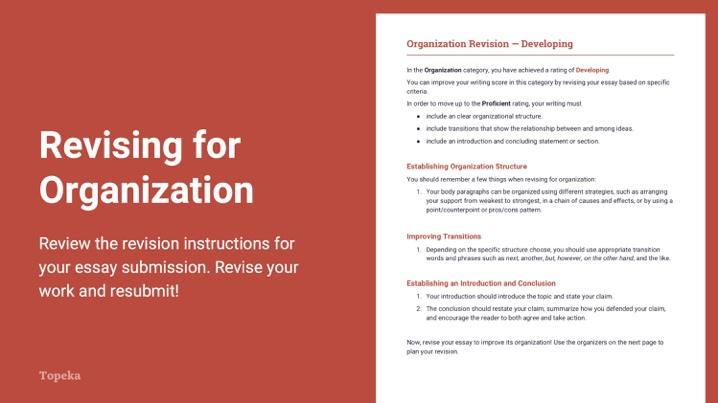 Revising for
Organization
Review the revision instructions for
your essay submission. Revise your
work and resubmit!
Topeka
Organization Revision — Developing
In the Organization category, you have achieved a rating of Developing.
You can improve your writing score in this category by revising your essay based on specific
criteria.
In order to move up to the Proficient rating, your writing must
• include an clear organizational structure.
• include transitions that show the relationship between and among ideas.
• include an introduction and concluding statement or section.
Establishing Organization Structure
You should remember a few things when revising for organization:
1. Your body paragraphs can be organized using different strategies, such as arranging
your support from weakest to strongest, in a chain of causes and effects, or by using a
point/counterpoint or pros/cons pattern.
Improving Transitions
1. Depending on the specific structure choose, you should use appropriate transition
words and phrases such as next, another, but, however, on the other hand, and the like.
Establishing an Introduction and Conclusion
1. Your introduction should introduce the topic and state your claim.
2. The conclusion should restate your claim, summarize how you defended your claim,
and encourage the reader to both agree and take action.
Now, revise your essay to improve its organization! Use the organizers on the next page to
plan your revision.